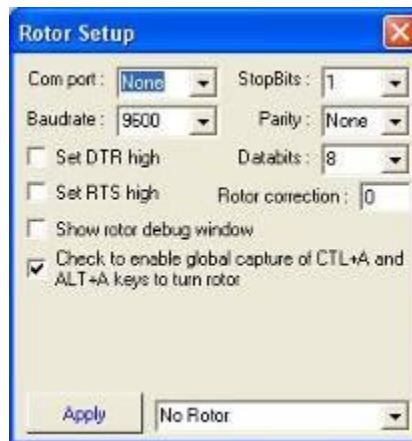 Rotor Setup
Com port : None StopBits : 1
Baudrate : 9600 Parity : None
Set DTR high Databits : 8
Set RTS high Rotor correction : 0
Show rotor debug window
Check to enable global capture of CTL+A and
ALT+A keys to turn rotor
Apply No Rotor